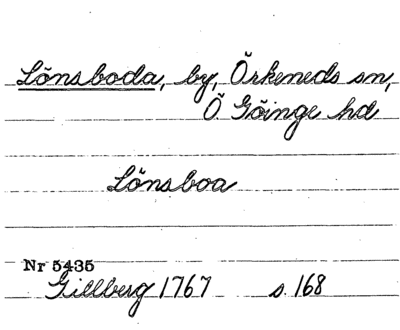 Lönsboda, by, Örkeneds sn,
Ö. Göinge hd
Lönsboa
Nr 5435
Gillberg 1767 s. 168